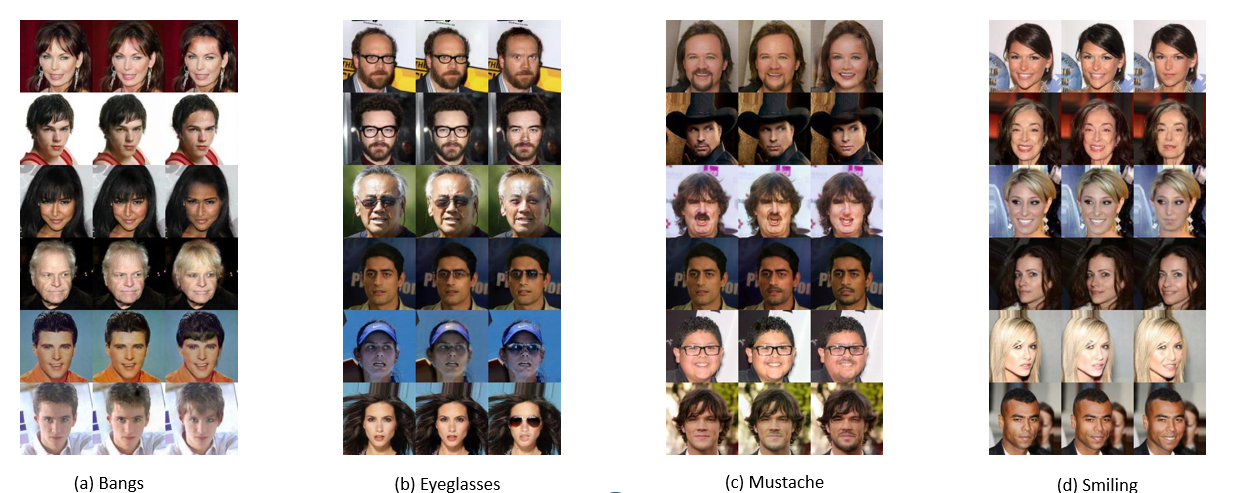 (a) Bangs
(b) Eyeglasses
(c) Mustache
(d) Smiling